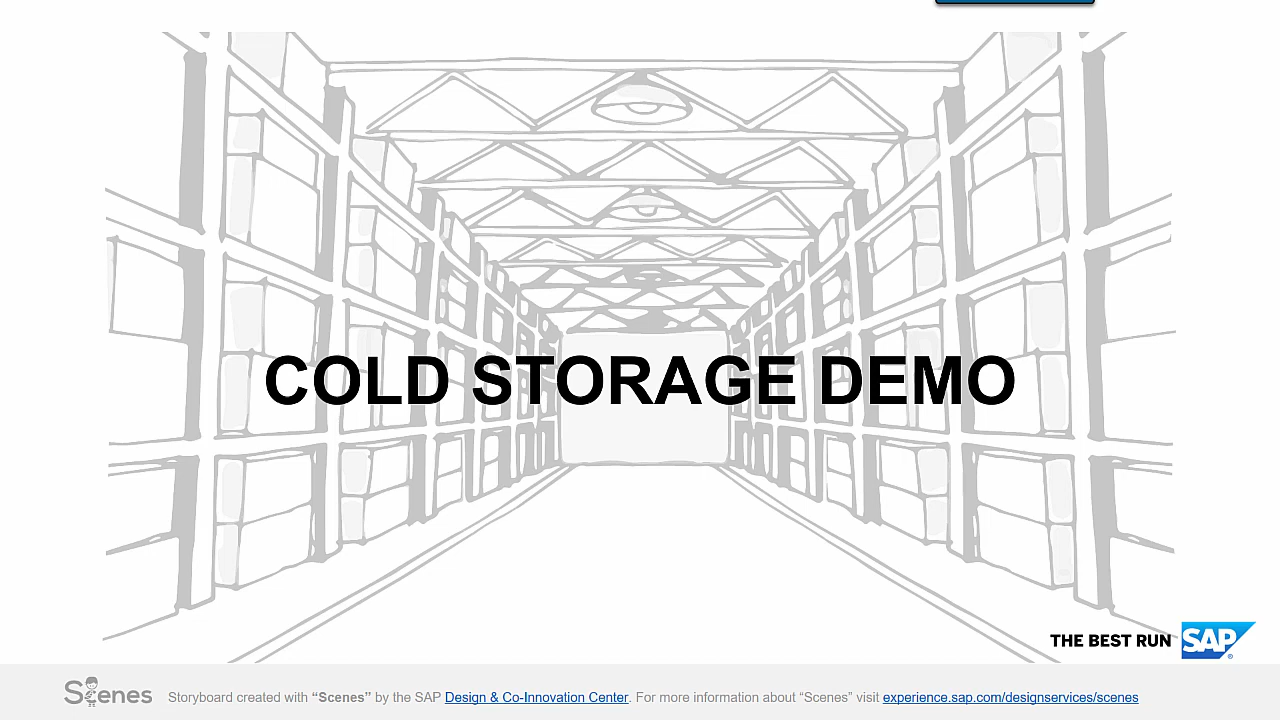 COLD STORAGE DEMO
THE BEST RUN SAP®
Scenes Storyboard created with “Scenes” by the SAP Design & Co-Innovation Center. For more information about “Scenes” visit experience.sap.com/designservices/scenes